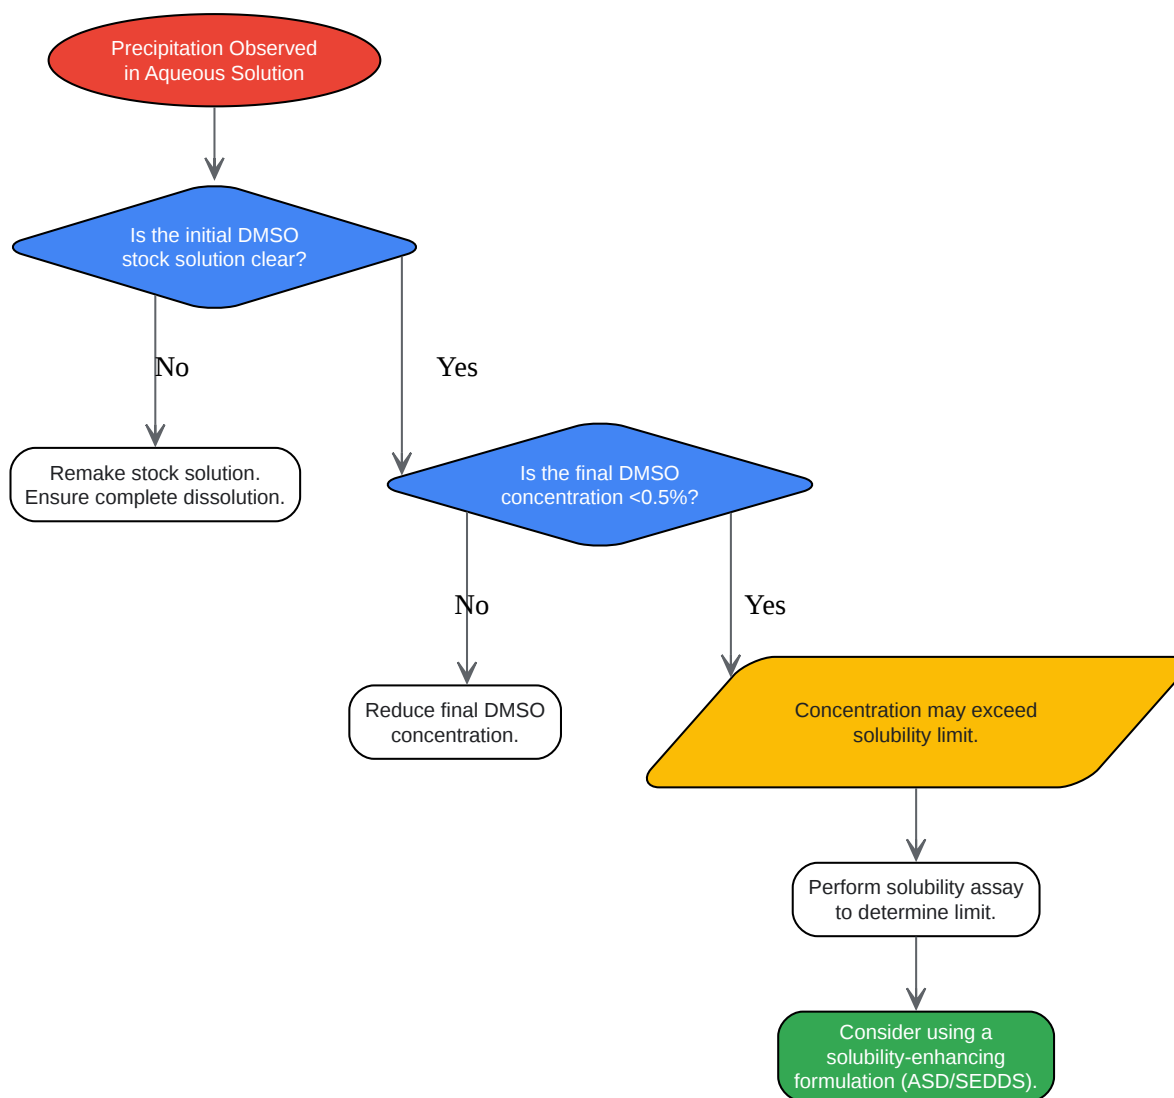 Precipitation Observed
in Aqueous Solution
Is the initial DMSO
stock solution clear?
No
Yes
Remake stock solution.
Ensure complete dissolution.
Is the final DMSO
concentration <0.5%?
No
Yes
Reduce final DMSO
concentration.
Concentration may exceed
solubility limit.
Perform solubility assay
to determine limit.
Consider using a
solubility-enhancing
formulation (ASD/SEDDS).